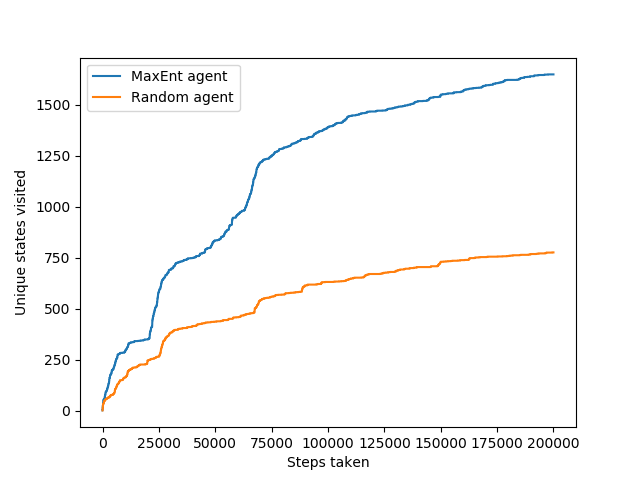 MaxEnt agent
Random agent
1500
1250
1000
750
500
250
0
Unique states visited
0 25000 50000 75000 100000 125000 150000 175000 200000
Steps taken